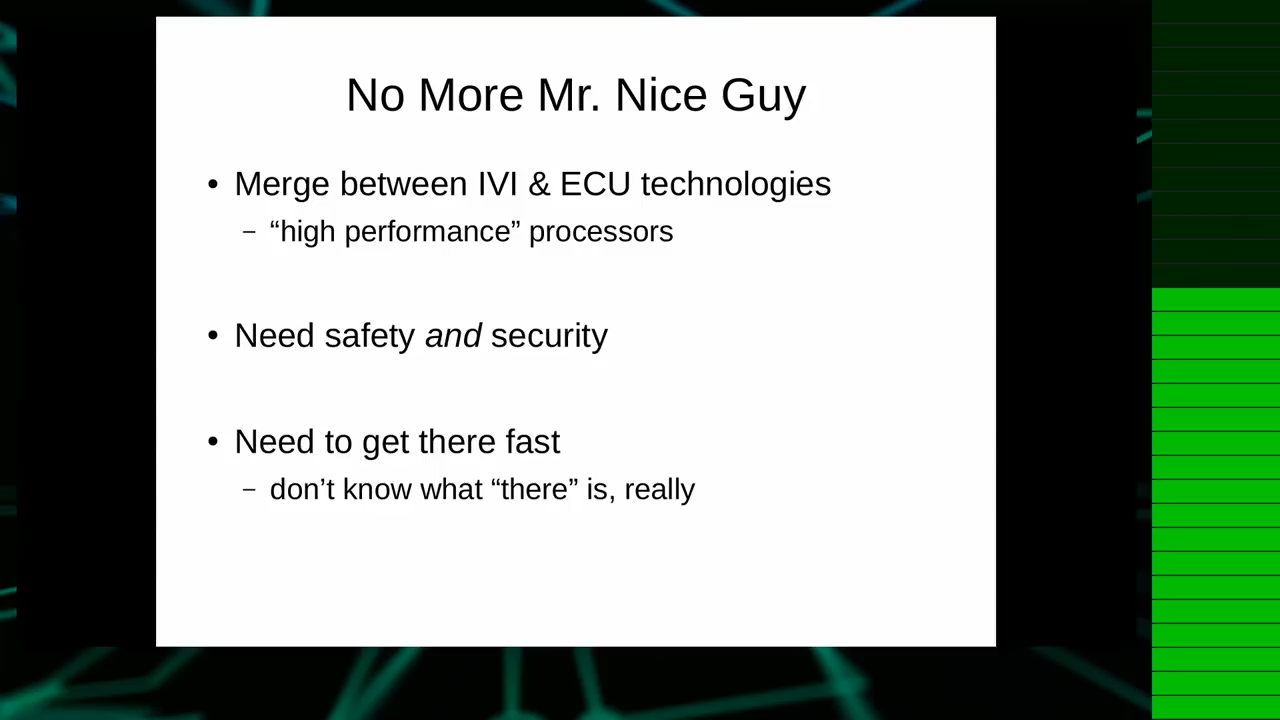 No More Mr. Nice Guy
• Merge between IVI & ECU technologies
– “high performance” processors
• Need safety and security
• Need to get there fast
– don’t know what “there” is, really